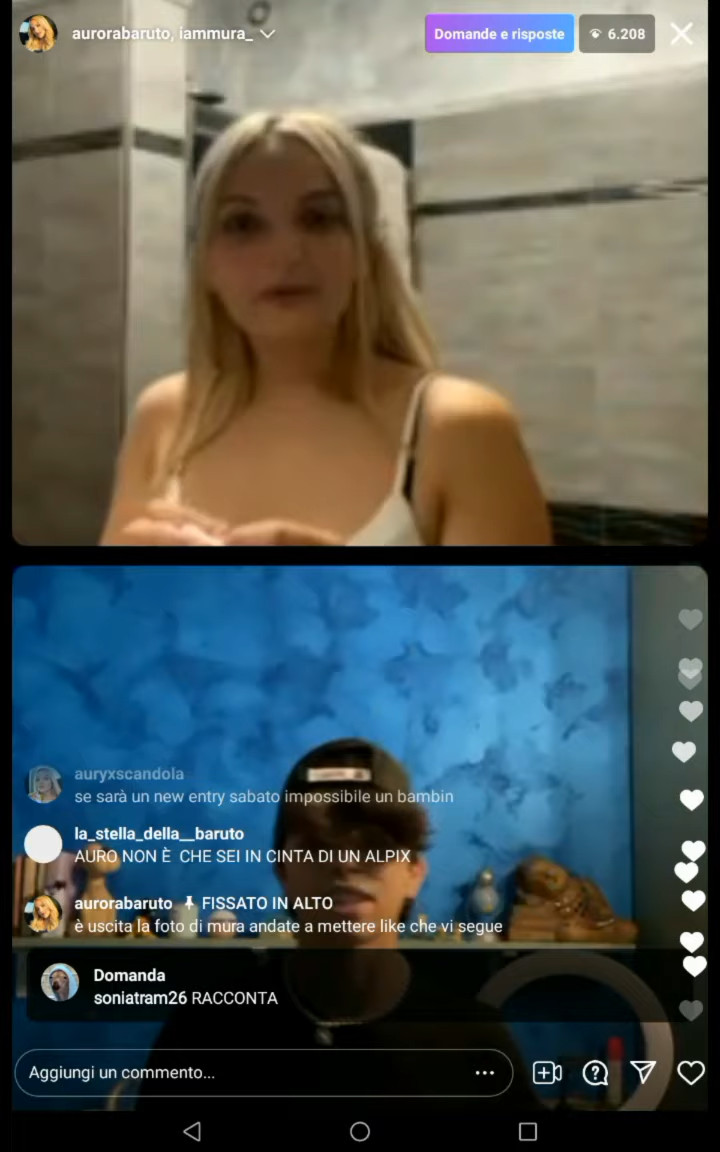 aurorabaruto, iammura_
Domande e risposte
6.208
auryxscandola
se sarà un new entry sabato impossibile un bambin
la_stella_della__baruto
AURO NON È CHE SEI IN CINTA DI UN ALPIX
aurorabaruto FISSATO IN ALTO
è uscita la foto di mura andate a mettere like che vi segue
Domanda
soniatram26 RACCONTA
Aggiungi un commento...